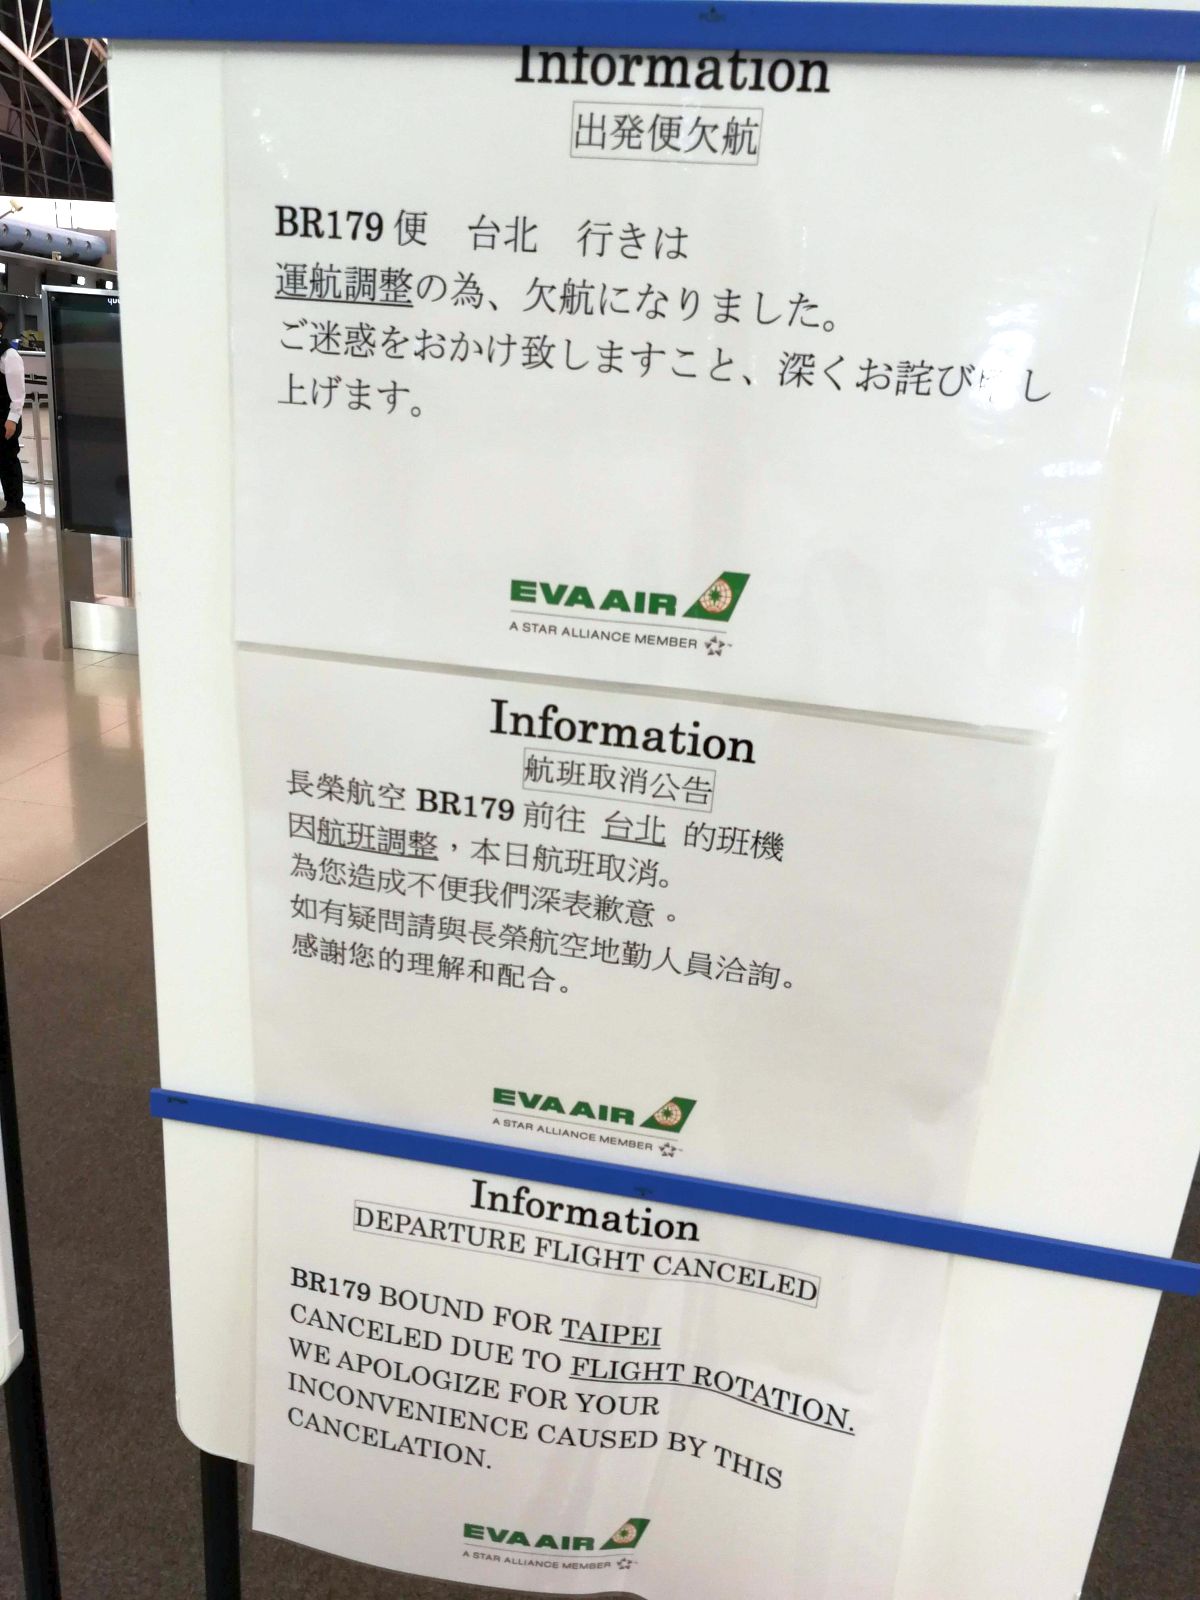 Information
出発便欠航
BR179便 台北 行きは
運航調整の為、欠航になりました。
ご迷惑をおかけ致しますこと、深くお詫び申し
上げます。
EVA AIR
A STAR ALLIANCE MEMBER
Information
航班取消公告
長榮航空 BR179 前往 台北 的班機
因航班調整，本日航班取消。
為您造成不便我們深表歉意。
如有疑問請與長榮航空地勤人員洽詢。
感謝您的理解和配合。
EVA AIR
A STAR ALLIANCE MEMBER
Information
DEPARTURE FLIGHT CANCELED
BR179 BOUND FOR TAIPEI
CANCELED DUE TO FLIGHT ROTATION.
WE APOLOGIZE FOR YOUR
INCONVENIENCE CAUSED BY THIS
CANCELATION.
EVA AIR
A STAR ALLIANCE MEMBER